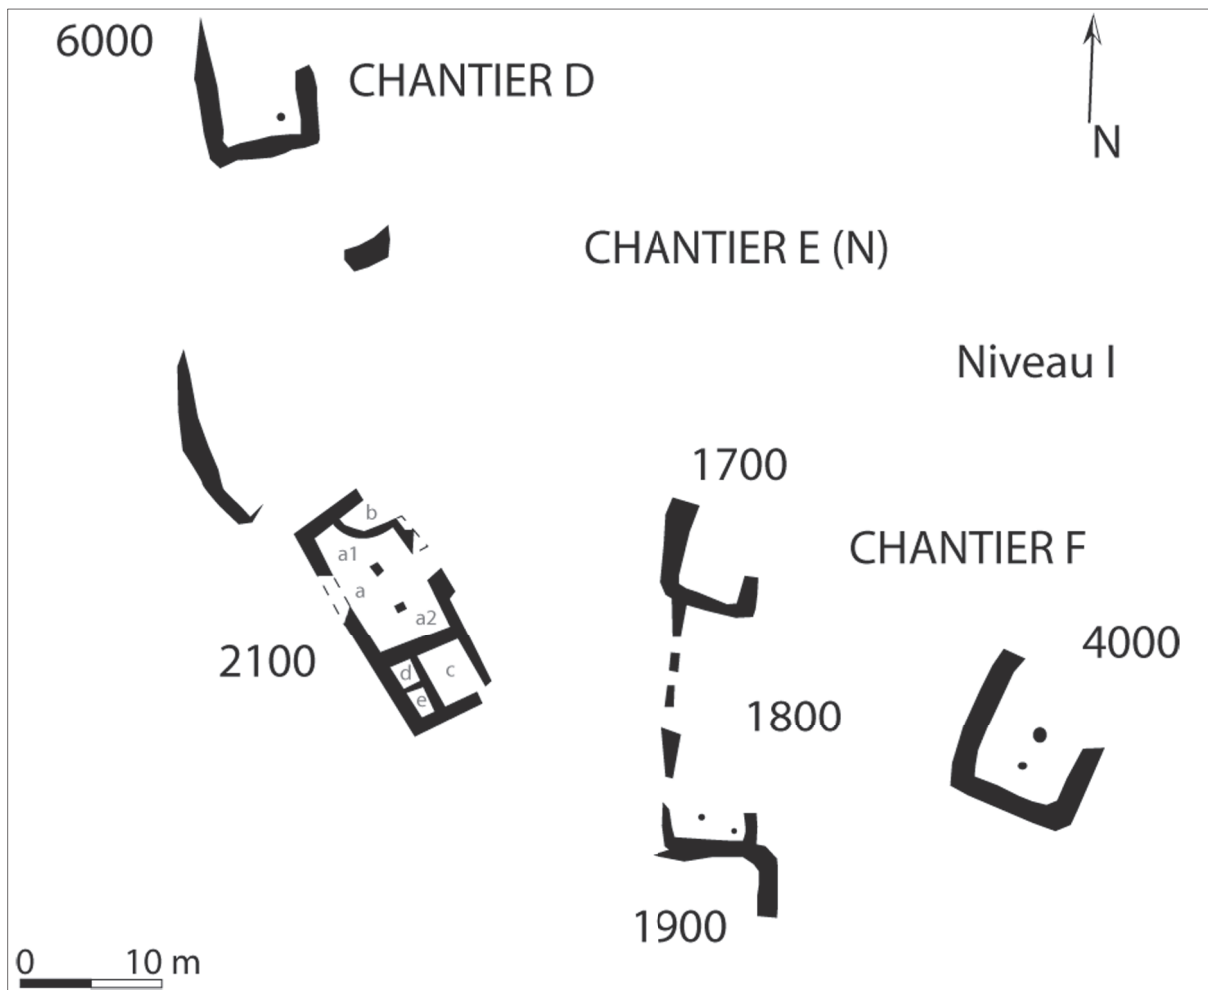 6000
CHANTIER D
N
CHANTIER E (N)
Niveau I
1700
b
a1
CHANTIER F
a
a2
4000
2100
d
c
e
1800
1900
0
10 m